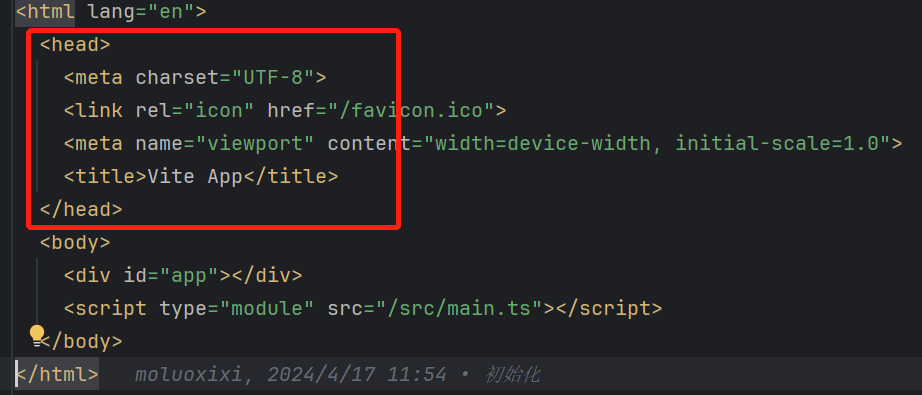 <html lang="en">
<head>
<meta charset="UTF-8">
<link rel="icon" href="/favicon.ico">
<meta name="viewport" content="width=device-width, initial-scale=1.0">
<title>Vite App</title>
</head>
<body>
<div id="app"></div>
<script type="module" src="/src/main.ts"></script>
</body>
</html> moluoxixi, 2024/4/17 11:54 • 初始化